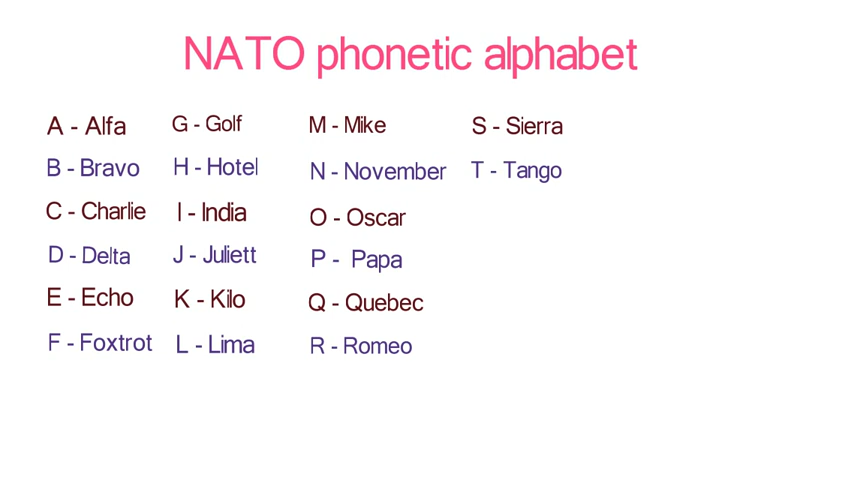 NATO phonetic alphabet
A - Alfa
B - Bravo
C - Charlie
D - Delta
E - Echo
F - Foxtrot
G - Golf
H - Hotel
I - India
J - Juliett
K - Kilo
L - Lima
M - Mike
N - November
O - Oscar
P - Papa
Q - Quebec
R - Romeo
S - Sierra
T - Tango